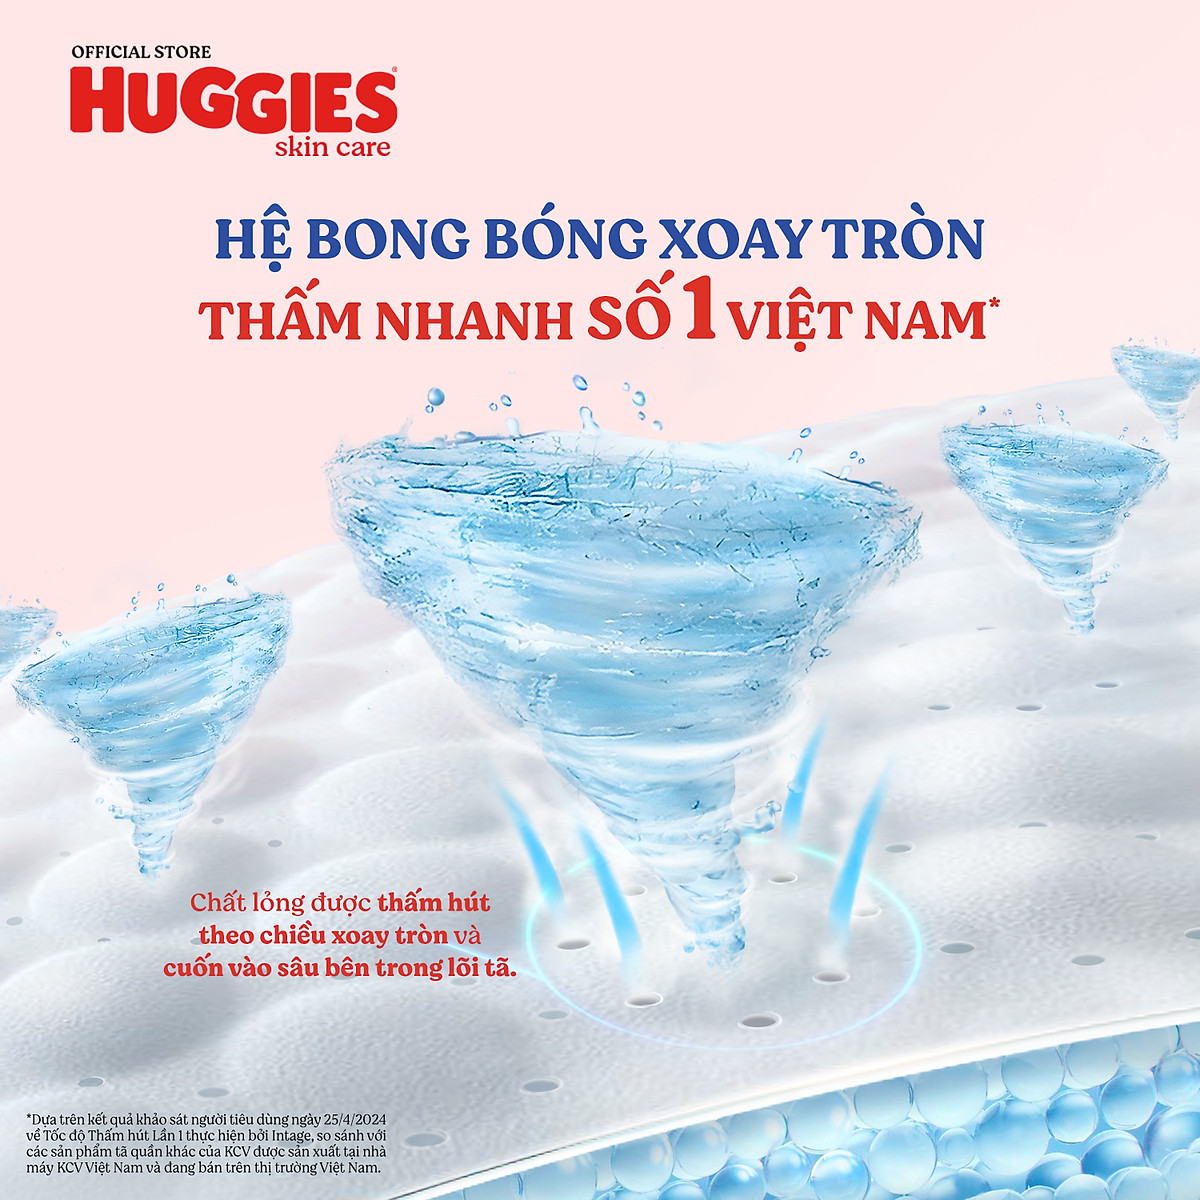 OFFICIAL STORE
HUGGIES®
skin care
HỆ BONG BÓNG XOAY TRÒN
THẤM NHANH SỐ 1 VIỆT NAM*
Chất lỏng được thấm hút
theo chiều xoay tròn và
cuốn vào sâu bên trong lõi tã.
*Dựa trên kết quả khảo sát người tiêu dùng ngày 25/4/2024
về Tốc độ Thấm hút Lần 1 thực hiện bởi Intage, so sánh với
các sản phẩm tã quần khác của KCV được sản xuất tại nhà
máy KCV Việt Nam và đang bán trên thị trường Việt Nam.